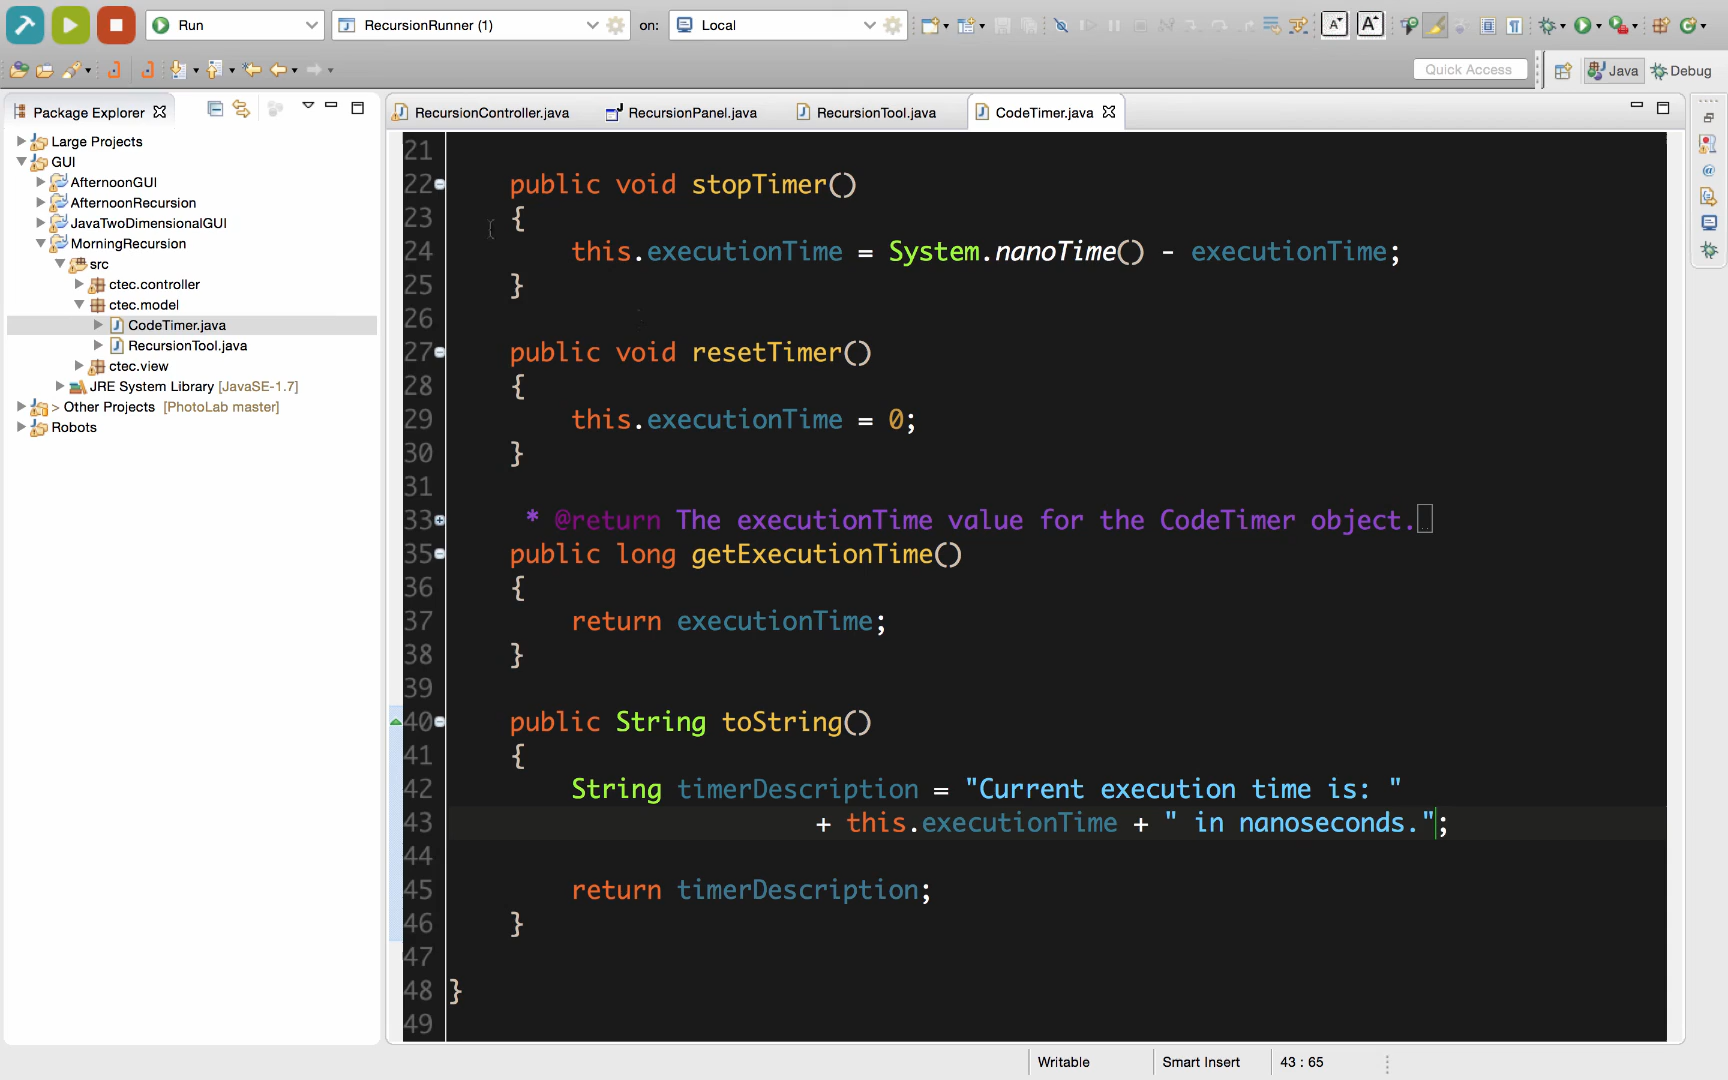 Run
RecursionRunner (1)
on:
Local
Quick Access
Java
Debug
Package Explorer
Large Projects
GUI
AfternoonGUI
AfternoonRecursion
JavaTwoDimensionalGUI
MorningRecursion
src
ctec.controller
ctec.model
CodeTimer.java
RecursionTool.java
ctec.view
JRE System Library [JavaSE-1.7]
> Other Projects [PhotoLab master]
Robots
RecursionController.java
RecursionPanel.java
RecursionTool.java
CodeTimer.java
21
22 public void stopTimer()
23 {
24 this.executionTime = System.nanoTime() - executionTime;
25 }
26
27 public void resetTimer()
28 {
29 this.executionTime = 0;
30 }
31
33 * @return The executionTime value for the CodeTimer object.
35 public long getExecutionTime()
36 {
37 return executionTime;
38 }
39
40 public String toString()
41 {
42 String timerDescription = "Current execution time is: "
43 + this.executionTime + " in nanoseconds.";
44
45 return timerDescription;
46 }
47
48 }
49
Writable
Smart Insert
43 : 65